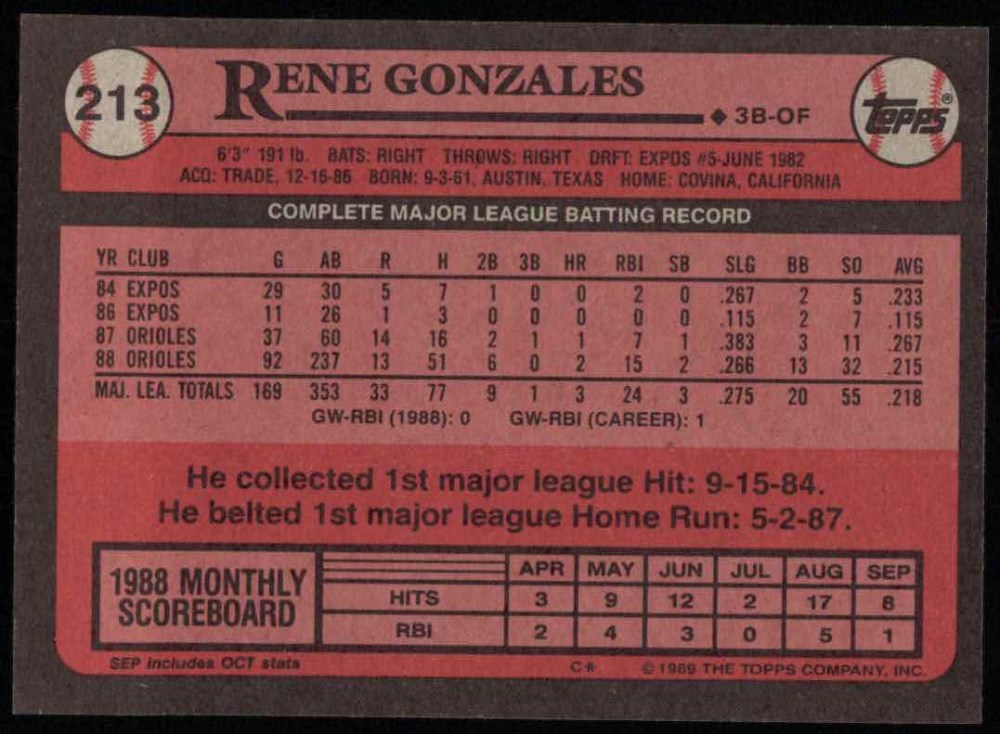 213
RENE GONZALES
◆ 3B-OF
TOPPS®
6'3" 191 lb. BATS: RIGHT THROWS: RIGHT DRFT: EXPOS #5-JUNE 1982
ACQ: TRADE, 12-16-86 BORN: 9-3-61, AUSTIN, TEXAS HOME: COVINA, CALIFORNIA
COMPLETE MAJOR LEAGUE BATTING RECORD
YR CLUB G AB R H 2B 3B HR RBI SB SLG BB SO AVG
84 EXPOS 29 30 5 7 1 0 0 2 0 .267 2 5 .233
86 EXPOS 11 26 1 3 0 0 0 0 0 .115 2 7 .115
87 ORIOLES 37 60 14 16 2 1 1 7 1 .383 3 11 .267
88 ORIOLES 92 237 13 51 6 0 2 15 2 .266 13 32 .215
MAJ. LEA. TOTALS 169 353 33 77 9 1 3 24 3 .275 20 55 .218
GW-RBI (1988): 0 GW-RBI (CAREER): 1
He collected 1st major league Hit: 9-15-84.
He belted 1st major league Home Run: 5-2-87.
1988 MONTHLY
SCOREBOARD
APR MAY JUN JUL AUG SEP
HITS 3 9 12 2 17 8
RBI 2 4 3 0 5 1
SEP includes OCT stats
C* © 1989 THE TOPPS COMPANY, INC.